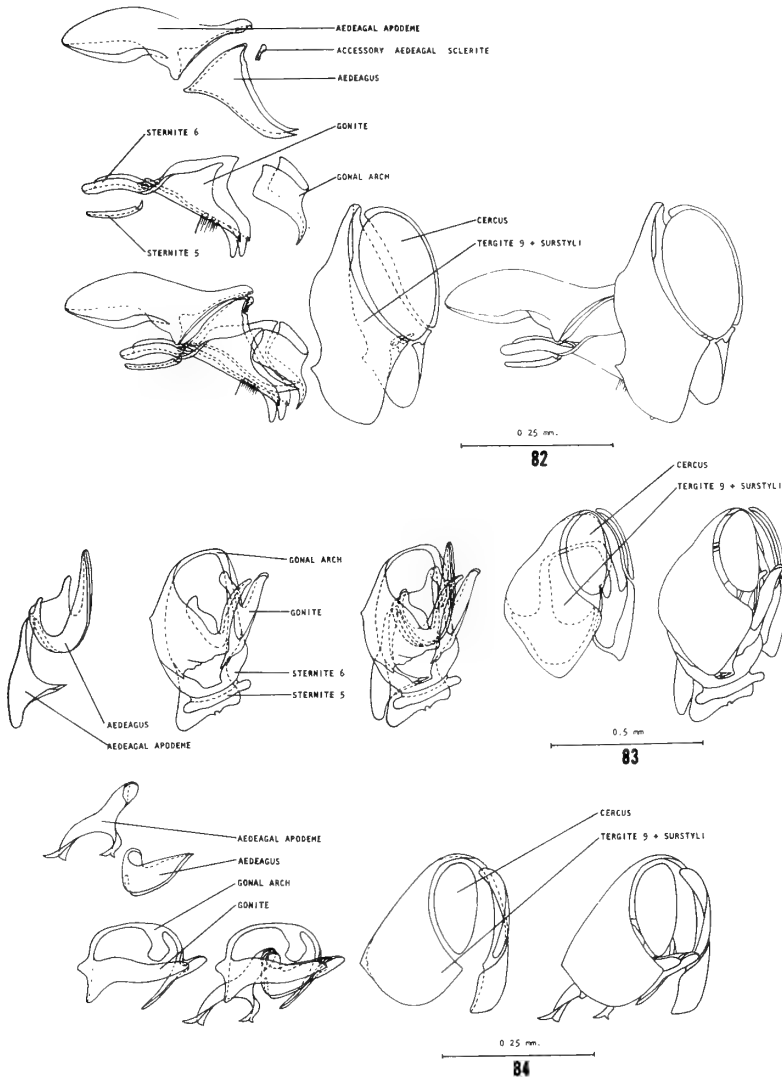 AEDEAGAL APODEME
ACCESSORY AEDEAGAL SCLERITE
AEDEAGUS
STERNITE 6
GONITE
GONAL ARCH
STERNITE 5
CERCUS
TERGITE 9 + SURSTYLI
0 25 mm.
82
CERCUS
TERGITE 9 + SURSTYLI
GONAL ARCH
GONITE
STERNITE 6
STERNITE 5
AEDEAGUS
AEDEAGAL APODEME
0.5 mm
83
AEDEAGAL APODEME
AEDEAGUS
GONAL ARCH
GONITE
CERCUS
TERGITE 9 + SURSTYLI
0 25 mm.
84